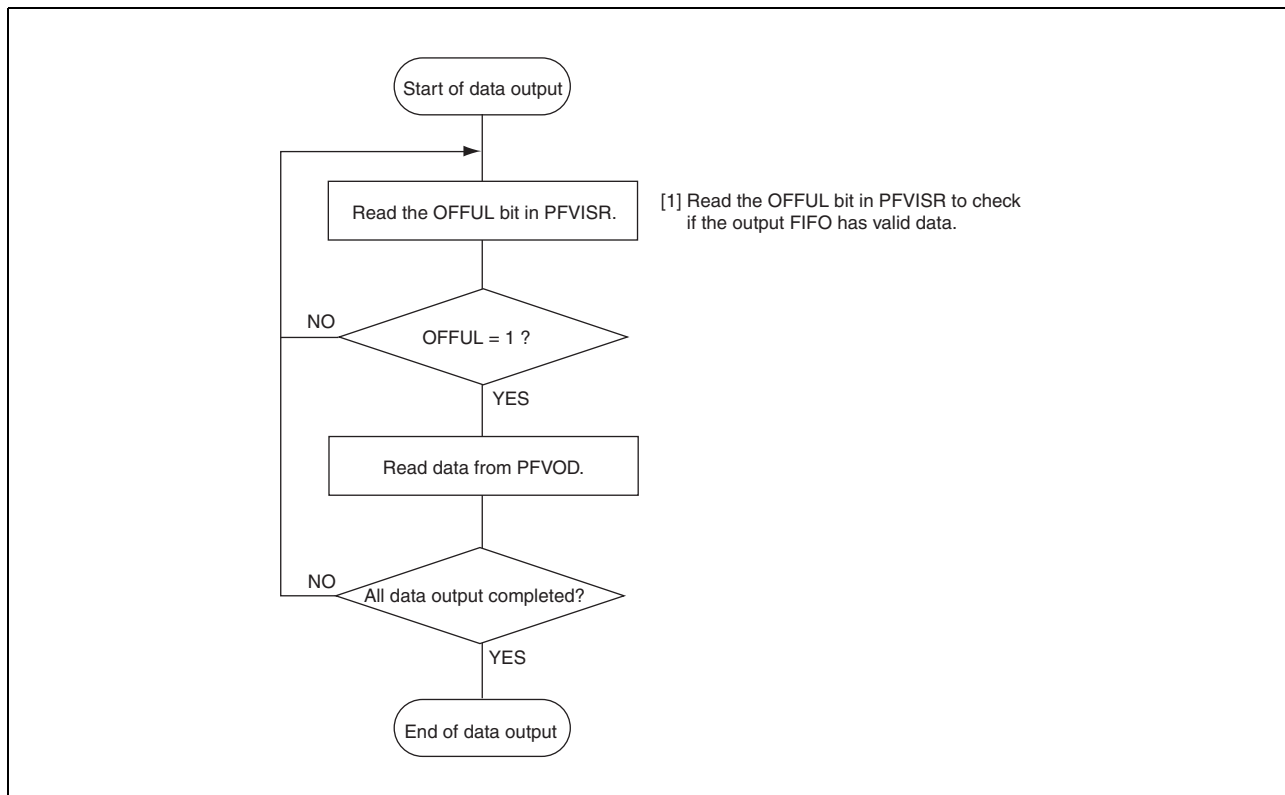 Start of data output
Read the OFFUL bit in PFVISR.
[1] Read the OFFUL bit in PFVISR to check
if the output FIFO has valid data.
NO
OFFUL = 1 ?
YES
Read data from PFVOD.
NO
All data output completed?
YES
End of data output